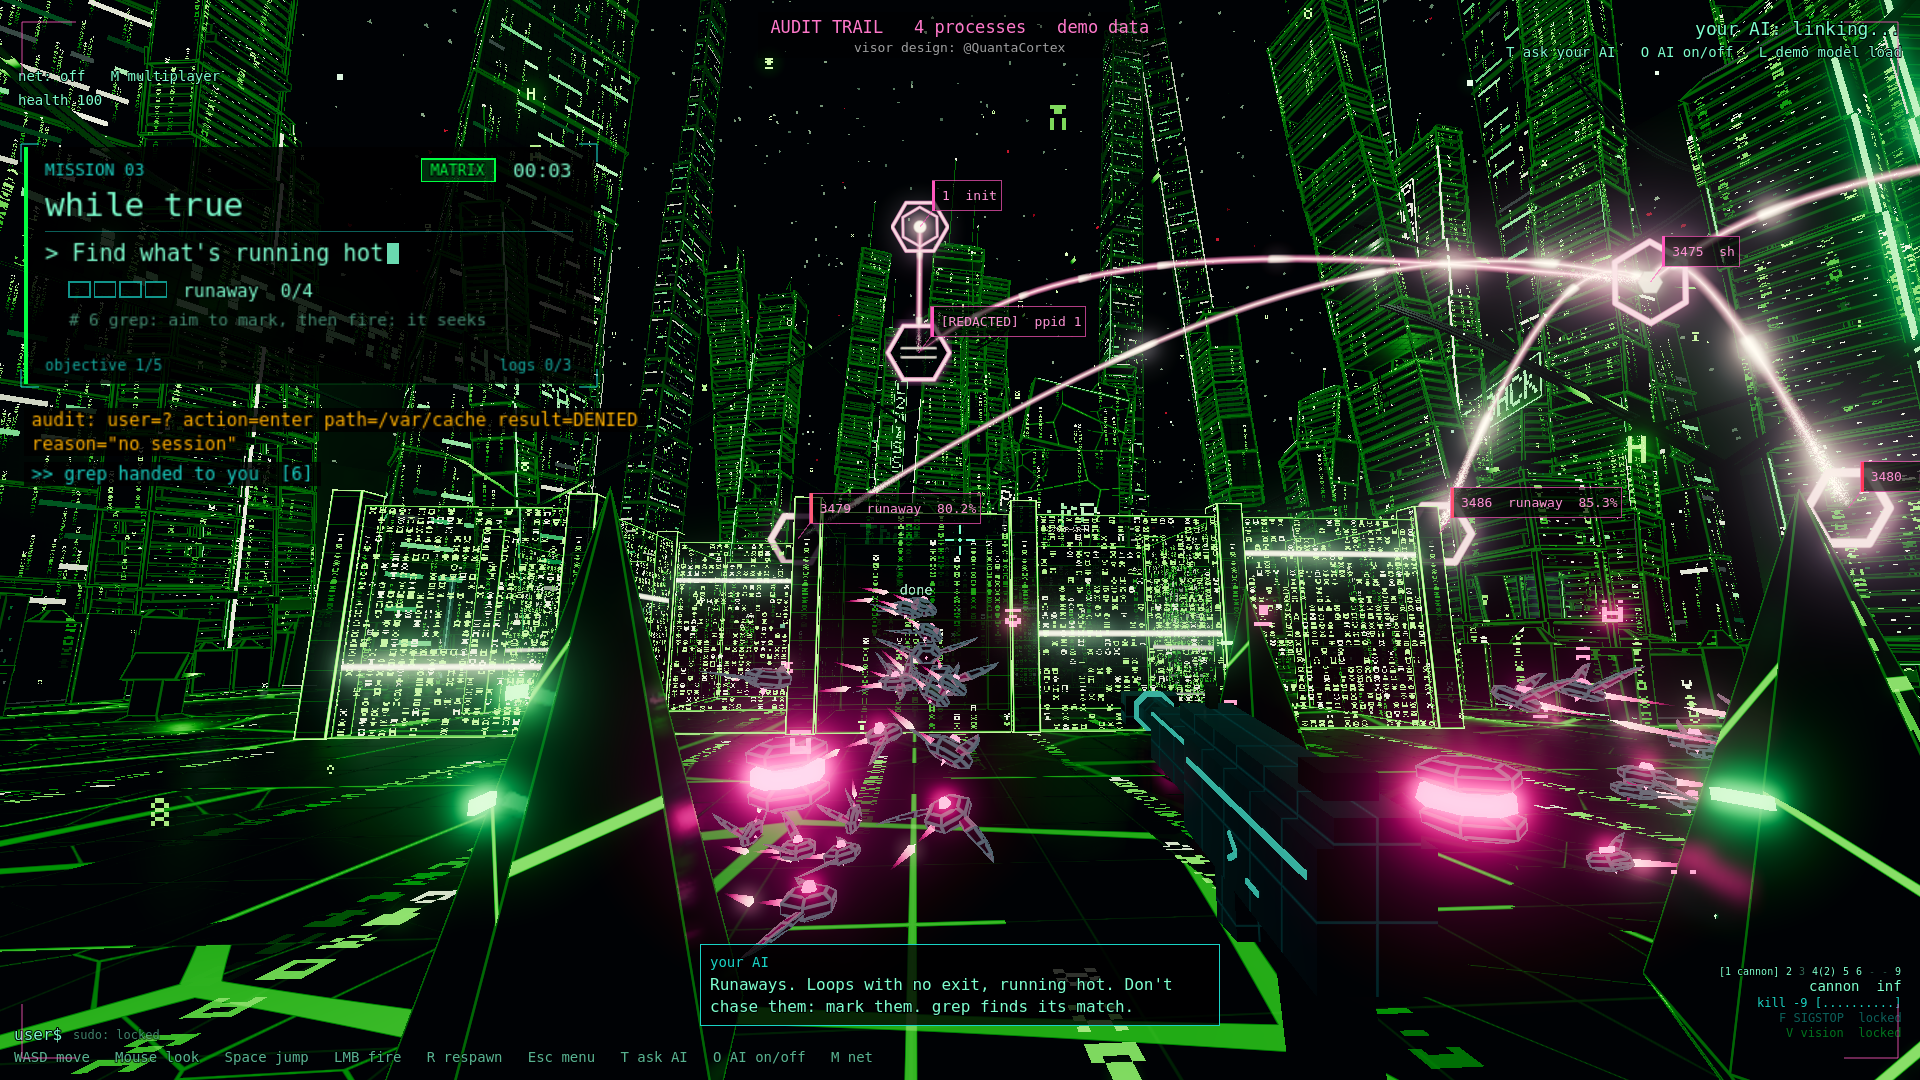 AUDIT TRAIL   4 processes   demo data
visor design: @QuantaCortex
your AI: linking...
T ask your AI   O AI on/off   L demo model load
net: off   M multiplayer
health 100
MISSION 03   MATRIX   00:03
while true
> Find what's running hot
runaway  0/4
# 6 grep: aim to mark, then fire: it seeks
objective 1/5   logs 0/3
audit: user=? action=enter path=/var/cache result=DENIED
reason="no session"
>> grep handed to you  [6]
1  init
[REDACTED]  ppid 1
3475  sh
3479  runaway  80.2%
3486  runaway  85.3%
3480
done
your AI
Runaways. Loops with no exit, running hot. Don't
chase them: mark them. grep finds its match.
[1 cannon] 2 3 4(2) 5 6 - - 9
cannon  inf
kill -9 [..........]
F SIGSTOP  locked
V vision  locked
user$  sudo: locked
WASD move   Mouse look   Space jump   LMB fire   R respawn   Esc menu   T ask AI   O AI on/off   M net